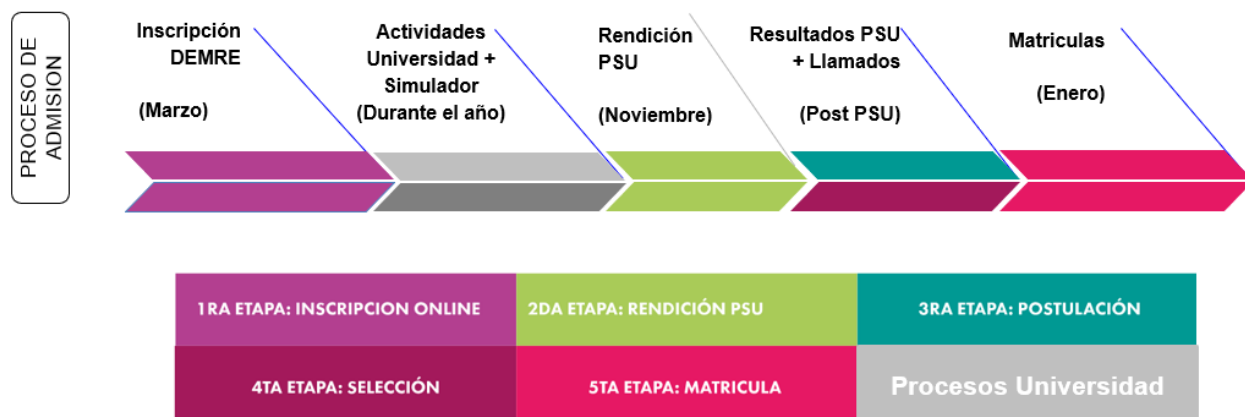 PROCESO DE
ADMISION
Inscripción
DEMRE
(Marzo)
Actividades
Universidad +
Simulador
(Durante el año)
Rendición
PSU
(Noviembre)
Resultados PSU
+ Llamados
(Post PSU)
Matriculas
(Enero)
1RA ETAPA: INSCRIPCION ONLINE
2DA ETAPA: RENDICIÓN PSU
3RA ETAPA: POSTULACIÓN
4TA ETAPA: SELECCIÓN
5TA ETAPA: MATRICULA
Procesos Universidad